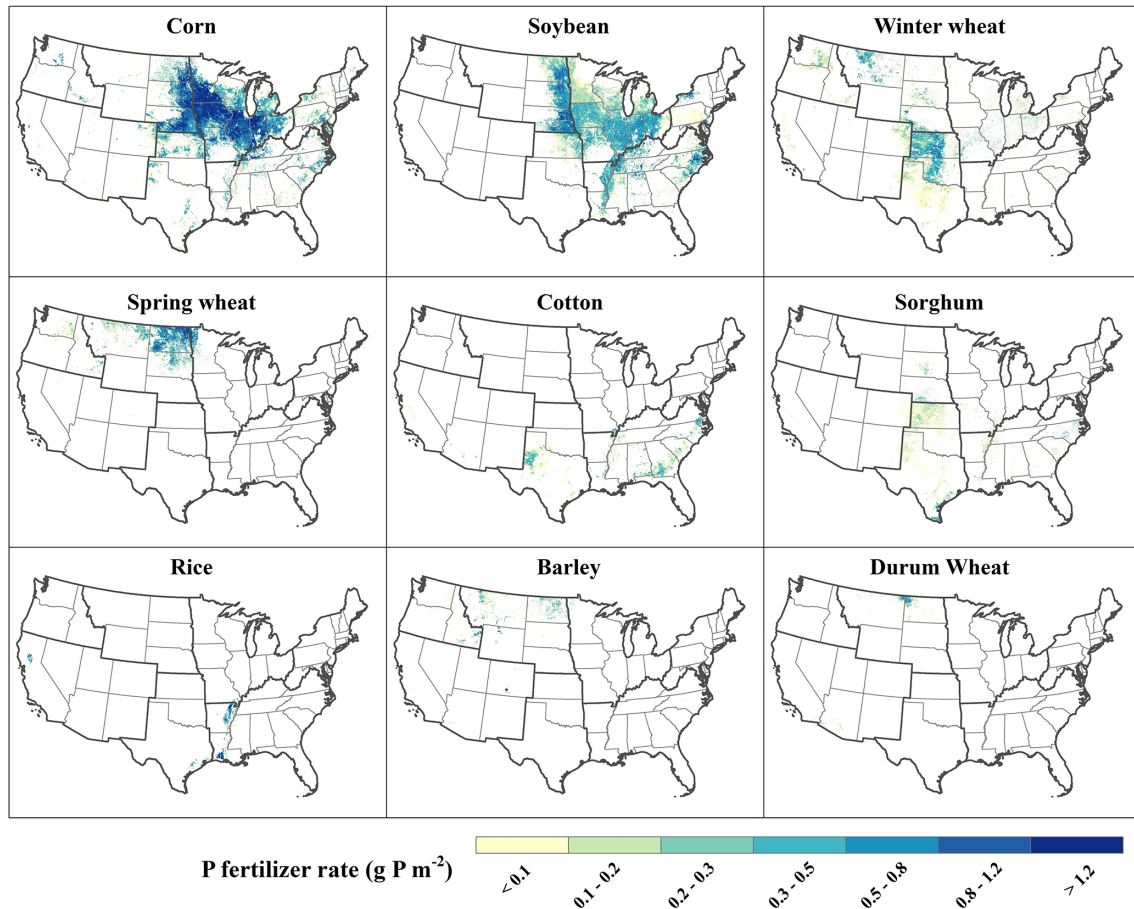 Corn
Soybean
Winter wheat
Spring wheat
Cotton
Sorghum
Rice
Barley
Durum Wheat
P fertilizer rate (g P m⁻²)
< 0.1
0.1 - 0.2
0.2 - 0.3
0.3 - 0.5
0.5 - 0.8
0.8 - 1.2
> 1.2